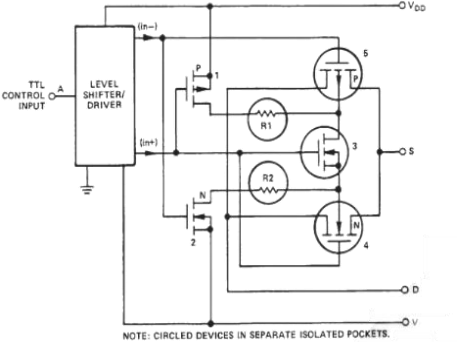 (in-)
VDD
TTL
CONTROL
INPUT
A
LEVEL
SHIFTER/
DRIVER
P
1
5
P
R1
(in+)
3
S
R2
N
2
N
4
D
V
NOTE: CIRCLED DEVICES IN SEPARATE ISOLATED POCKETS.